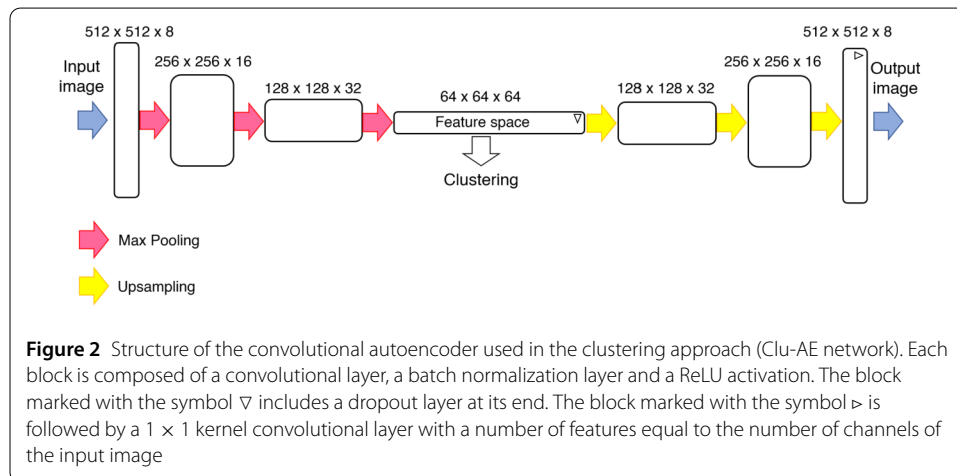 512 x 512 x 8
512 x 512 x 8
Input
image
256 x 256 x 16
256 x 256 x 16
Output
image
128 x 128 x 32
64 x 64 x 64
128 x 128 x 32
Feature space ▽
▹
Clustering
Max Pooling
Upsampling
Figure 2 Structure of the convolutional autoencoder used in the clustering approach (Clu-AE network). Each
block is composed of a convolutional layer, a batch normalization layer and a ReLU activation. The block
marked with the symbol ▽ includes a dropout layer at its end. The block marked with the symbol ▹ is
followed by a 1 × 1 kernel convolutional layer with a number of features equal to the number of channels of
the input image